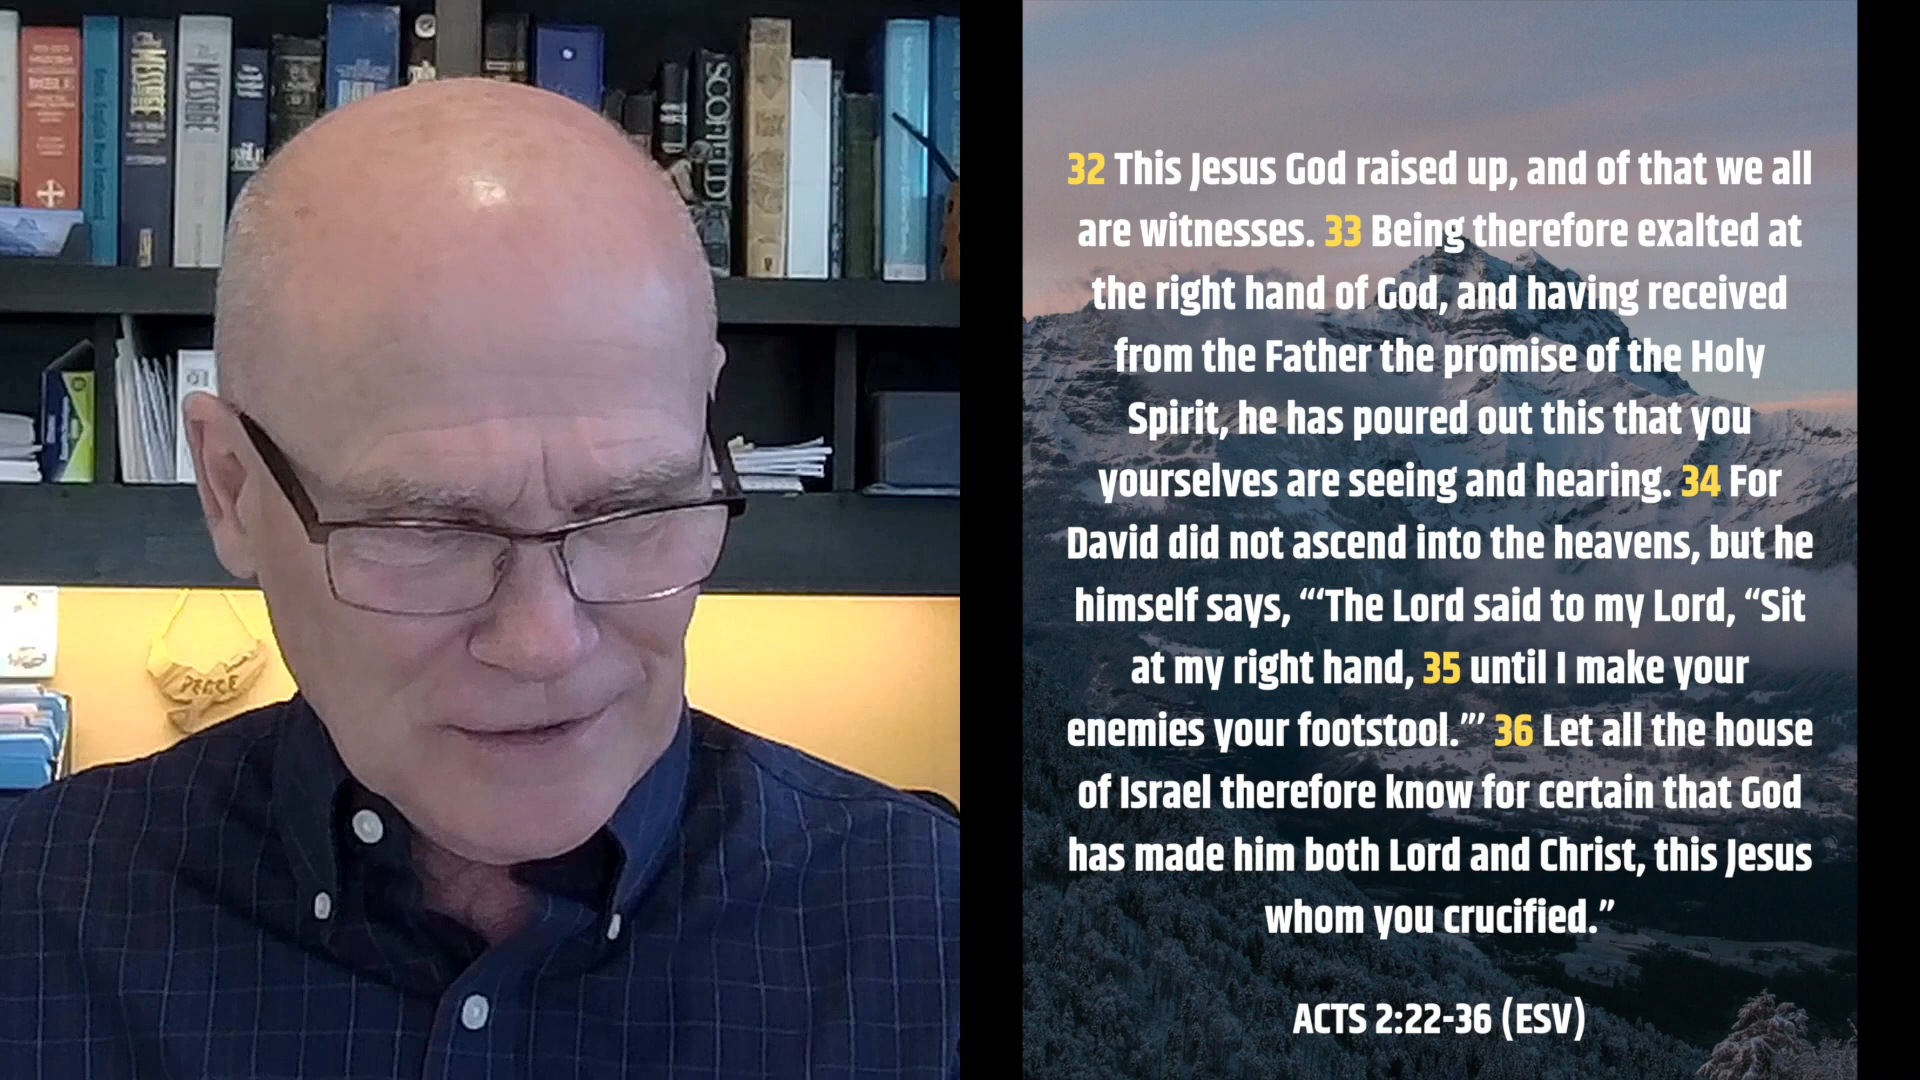 MESSAGE
MESSAGE
SCOFIELD
PEACE
32 This Jesus God raised up, and of that we all
are witnesses. 33 Being therefore exalted at
the right hand of God, and having received
from the Father the promise of the Holy
Spirit, he has poured out this that you
yourselves are seeing and hearing. 34 For
David did not ascend into the heavens, but he
himself says, “‘The Lord said to my Lord, “Sit
at my right hand, 35 until I make your
enemies your footstool.”’ 36 Let all the house
of Israel therefore know for certain that God
has made him both Lord and Christ, this Jesus
whom you crucified.”
ACTS 2:22-36 (ESV)